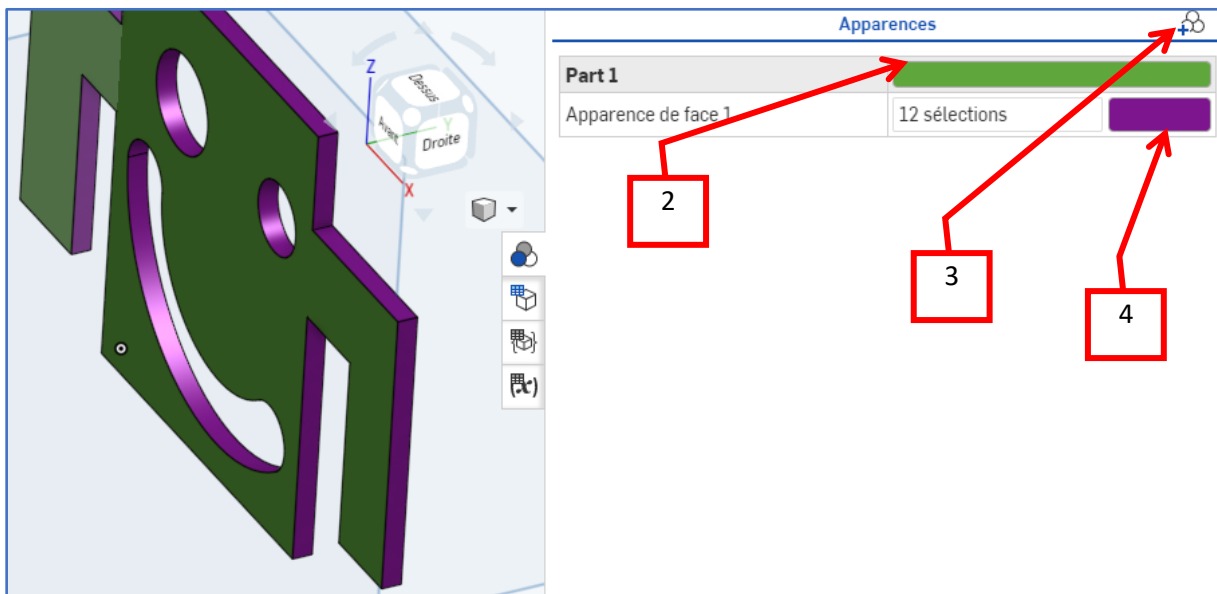 Apparences
Part 1
Apparence de face 1
12 sélections
Z
Dessus
Y
Avant
Droite
X
(x)
2
3
4